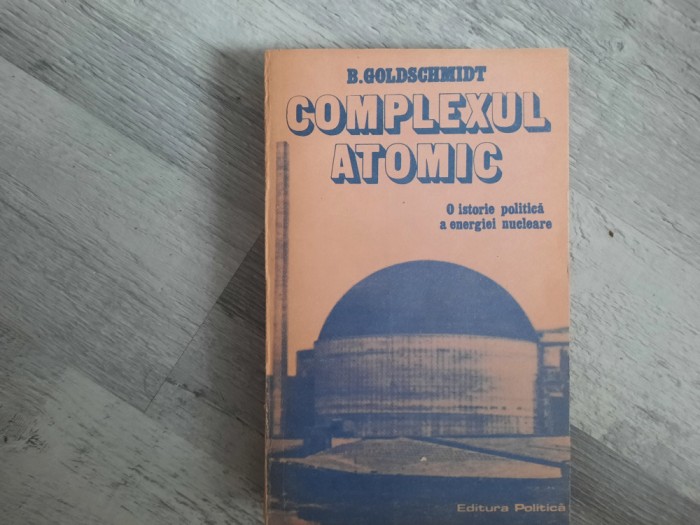 B.GOLDSCHMIDT
COMPLEXUL
ATOMIC
O istorie politică
a energiei nucleare
Editura Politică